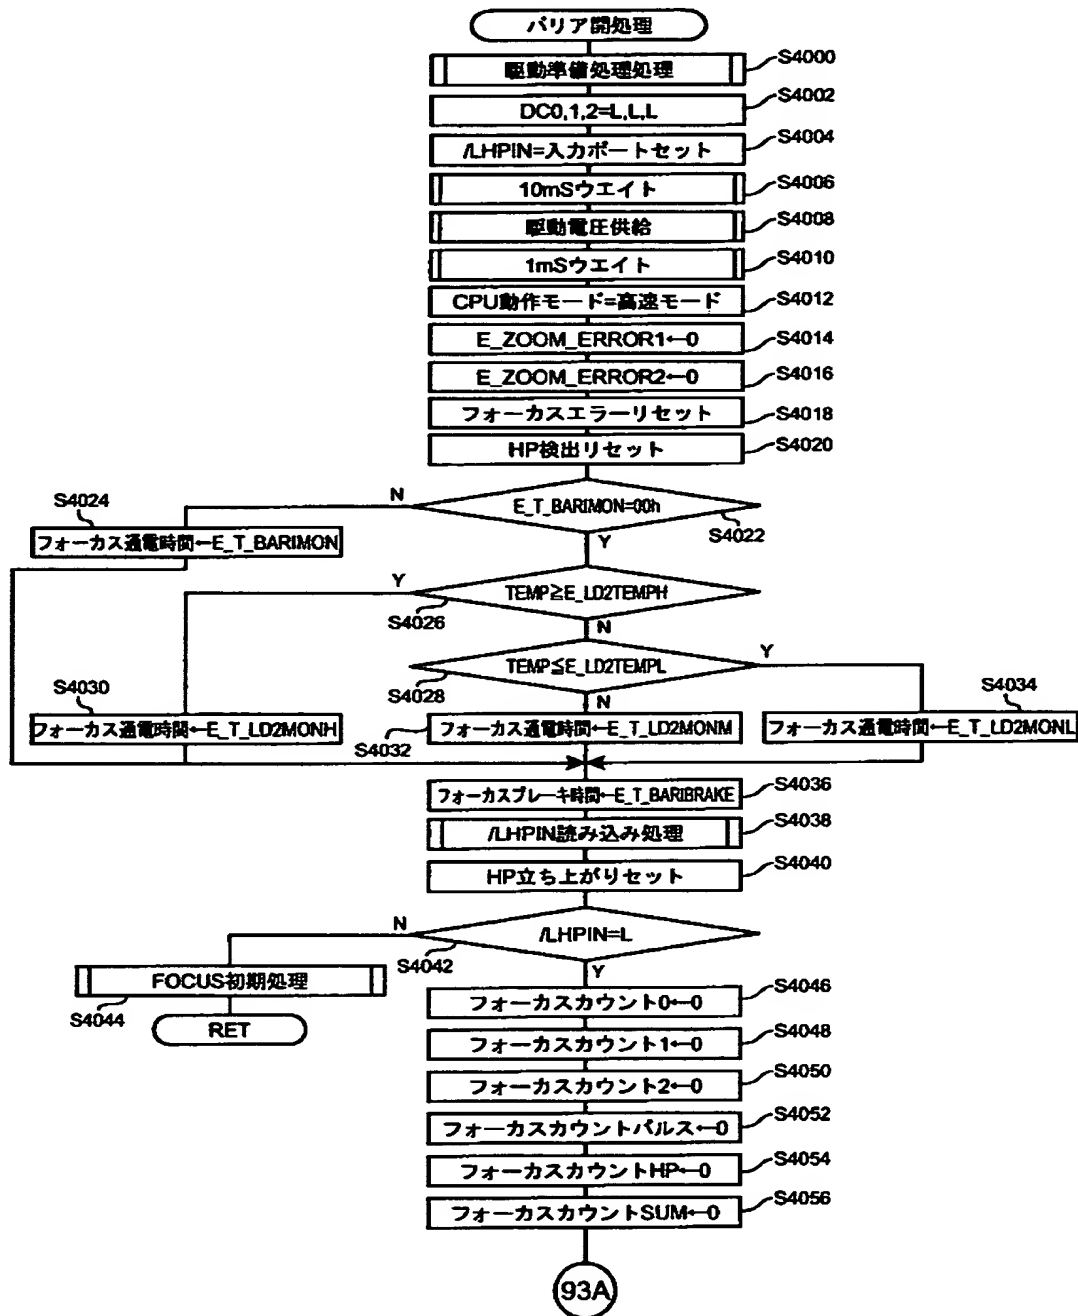 バリア開処理
駆動準備処理処理
S4000
DC0,1,2=L,L,L
S4002
/LHPIN=入力ポートセット
S4004
10mSウエイト
S4006
駆動電圧供給
S4008
1mSウエイト
S4010
CPU動作モード=高速モード
S4012
E_ZOOM_ERROR1←0
S4014
E_ZOOM_ERROR2←0
S4016
フォーカスエラーリセット
S4018
HP検出リセット
S4020
E_T_BARIMON=00h
S4022
N
Y
S4024
フォーカス通電時間←E_T_BARIMON
TEMP≧E_LD2TEMPH
S4026
Y
N
TEMP≦E_LD2TEMPL
S4028
Y
N
S4030
フォーカス通電時間←E_T_LD2MONH
フォーカス通電時間←E_T_LD2MONM
S4032
S4034
フォーカス通電時間←E_T_LD2MONL
フォーカスブレーキ時間←E_T_BARIBRAKE
S4036
/LHPIN読み込み処理
S4038
HP立ち上がりセット
S4040
/LHPIN=L
S4042
N
Y
FOCUS初期処理
S4044
RET
フォーカスカウント0←0
S4046
フォーカスカウント1←0
S4048
フォーカスカウント2←0
S4050
フォーカスカウントパルス←0
S4052
フォーカスカウントHP←0
S4054
フォーカスカウントSUM←0
S4056
93A